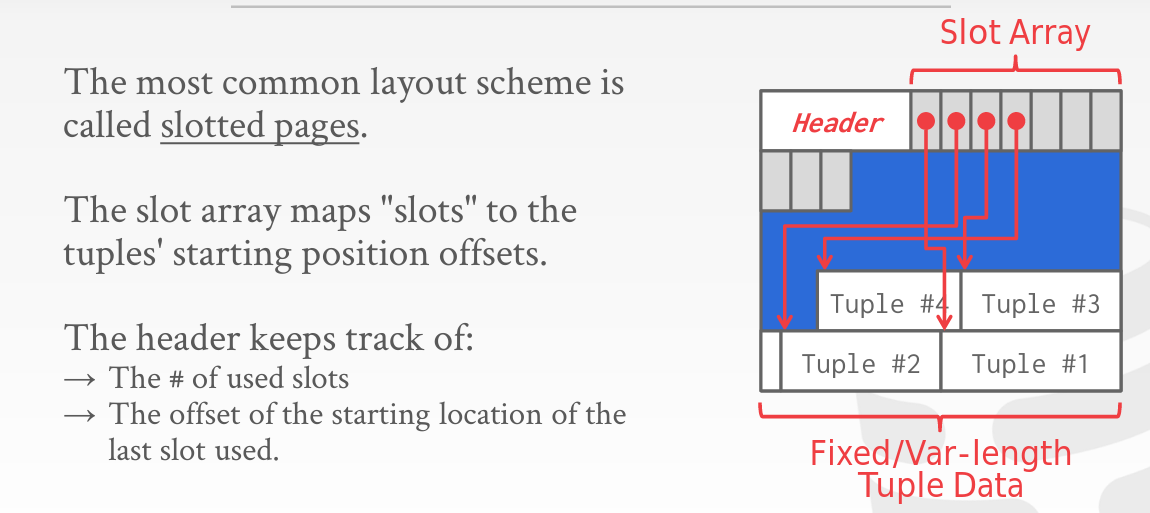 The most common layout scheme is
called slotted pages.
The slot array maps "slots" to the
tuples' starting position offsets.
The header keeps track of:
→ The # of used slots
→ The offset of the starting location of the
last slot used.
Slot Array
Header
Tuple #4 Tuple #3
Tuple #2 Tuple #1
Fixed/Var-length
Tuple Data